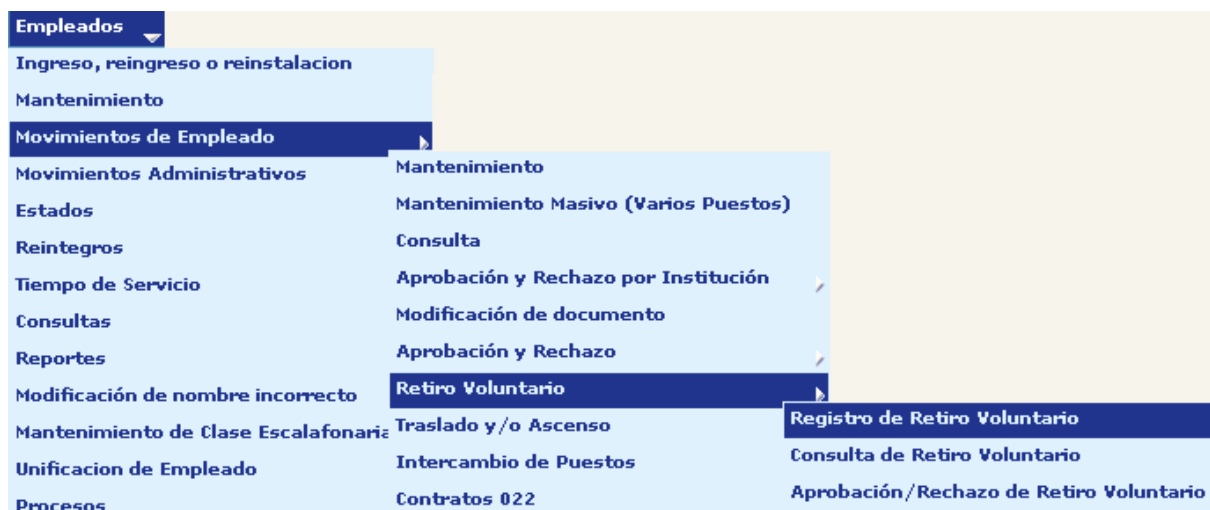 Empleados
Ingreso, reingreso o reinstalacion
Mantenimiento
Movimientos de Empleado
Movimientos Administrativos
Estados
Reintegros
Tiempo de Servicio
Consultas
Reportes
Modificación de nombre incorrecto
Mantenimiento de Clase Escalafonaria
Unificacion de Empleado
Procesos
Mantenimiento
Mantenimiento Masivo (Varios Puestos)
Consulta
Aprobación y Rechazo por Institución
Modificación de documento
Aprobación y Rechazo
Retiro Voluntario
Traslado y/o Ascenso
Intercambio de Puestos
Contratos 022
Registro de Retiro Voluntario
Consulta de Retiro Voluntario
Aprobación/Rechazo de Retiro Voluntario